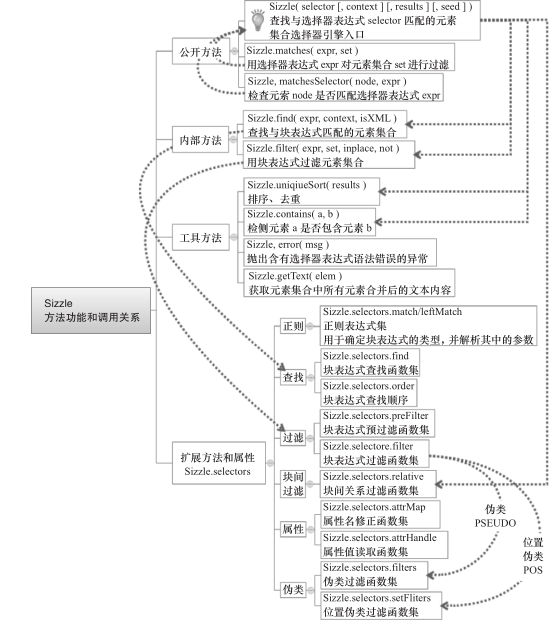 Sizzle( selector [, context ] [, results ] [, seed ] )
查找与选择器表达式 selector 匹配的元素
集合选择器引擎入口
公开方法
Sizzle.matches( expr, set )
用选择器表达式 expr 对元素集合 set 进行过滤
Sizzle, matchesSelector( node, expr )
检查元素 node 是否匹配选择器表达式 expr
内部方法
Sizzle.find( expr, context, isXML )
查找与块表达式匹配的元素集合
Sizzle.filter( expr, set, inplace, not )
用块表达式过滤元素集合
工具方法
Sizzle.uniqiueSort( results )
排序、去重
Sizzle.contains( a, b )
检侧元素 a 是否包含元素 b
Sizzle, error( msg )
抛出含有选择器表达式语法错误的异常
Sizzle.getText( elem )
获取元素集合中所有元素合并后的文本内容
Sizzle
方法功能和调用关系
扩展方法和属性
Sizzle.selectors
正则
Sizzle.selectors.match/leftMatch
正则表达式集
用于确定块表达式的类型，并解析其中的参数
查找
Sizzle.selectors.find
块表达式查找函数集
Sizzle.selectors.order
块表达式查找顺序
过滤
Sizzle.selectors.preFilter
块表达式预过滤函数集
Sizzle.selectore.filter
块表达式过滤函数集
块间
过滤
Sizzle.selectors.relative
块间关系过滤函数集
属性
Sizzle.selectors.attrMap
属性名修正函数集
Sizzle.selectors.attrHandle
属性值读取函数集
伪类
Sizzle.selectors.filters
伪类过滤函数集
Sizzle.selectors.setFliters
位置伪类过滤函数集
伪类
PSEUDO
位置
伪类
POS